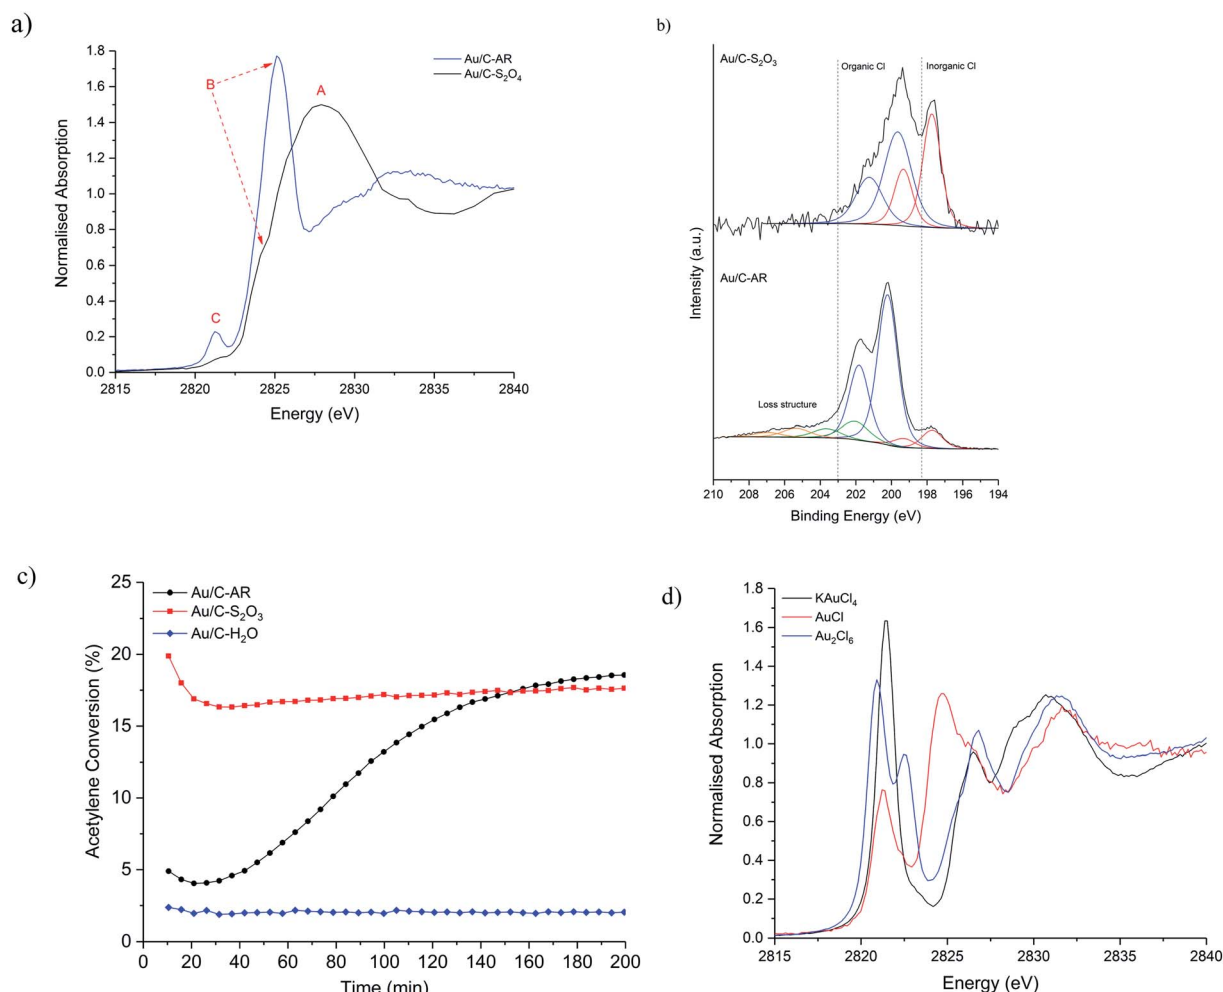 a)
1.8
1.6
1.4
1.2
1.0
0.8
0.6
0.4
0.2
0.0
Normalised Absorption
Au/C-AR
Au/C-S₂O₄
B
A
C
2815 2820 2825 2830 2835 2840
Energy (eV)
b)
Au/C-S₂O₃
Organic Cl
Inorganic Cl
Au/C-AR
Loss structure
Intensity (a.u.)
210 208 206 204 202 200 198 196 194
Binding Energy (eV)
c)
25
20
15
10
5
0
Acetylene Conversion (%)
Au/C-AR
Au/C-S₂O₃
Au/C-H₂O
0 20 40 60 80 100 120 140 160 180 200
Time (min)
d)
1.8
1.6
1.4
1.2
1.0
0.8
0.6
0.4
0.2
0.0
Normalised Absorption
KAuCl₄
AuCl
Au₂Cl₆
2815 2820 2825 2830 2835 2840
Energy (eV)